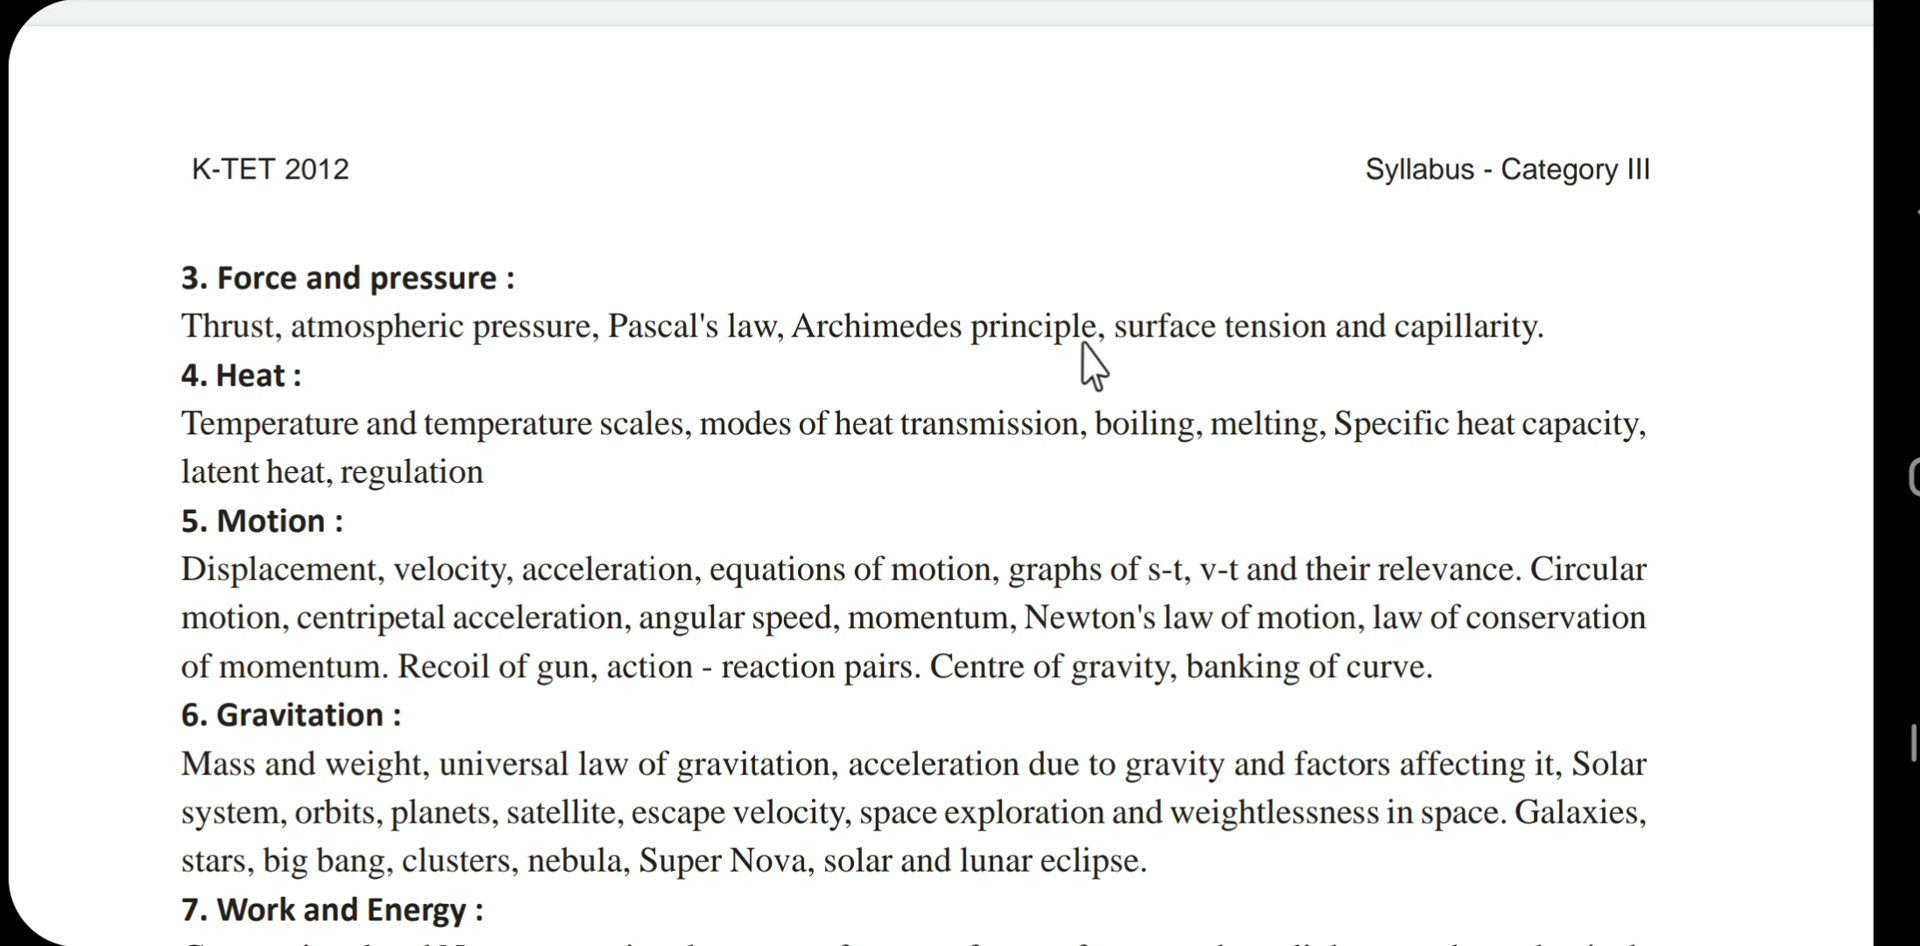 K-TET 2012 Syllabus - Category III
3. Force and pressure :
Thrust, atmospheric pressure, Pascal's law, Archimedes principle, surface tension and capillarity.
4. Heat :
Temperature and temperature scales, modes of heat transmission, boiling, melting, Specific heat capacity,
latent heat, regulation
5. Motion :
Displacement, velocity, acceleration, equations of motion, graphs of s-t, v-t and their relevance. Circular
motion, centripetal acceleration, angular speed, momentum, Newton's law of motion, law of conservation
of momentum. Recoil of gun, action - reaction pairs. Centre of gravity, banking of curve.
6. Gravitation :
Mass and weight, universal law of gravitation, acceleration due to gravity and factors affecting it, Solar
system, orbits, planets, satellite, escape velocity, space exploration and weightlessness in space. Galaxies,
stars, big bang, clusters, nebula, Super Nova, solar and lunar eclipse.
7. Work and Energy :